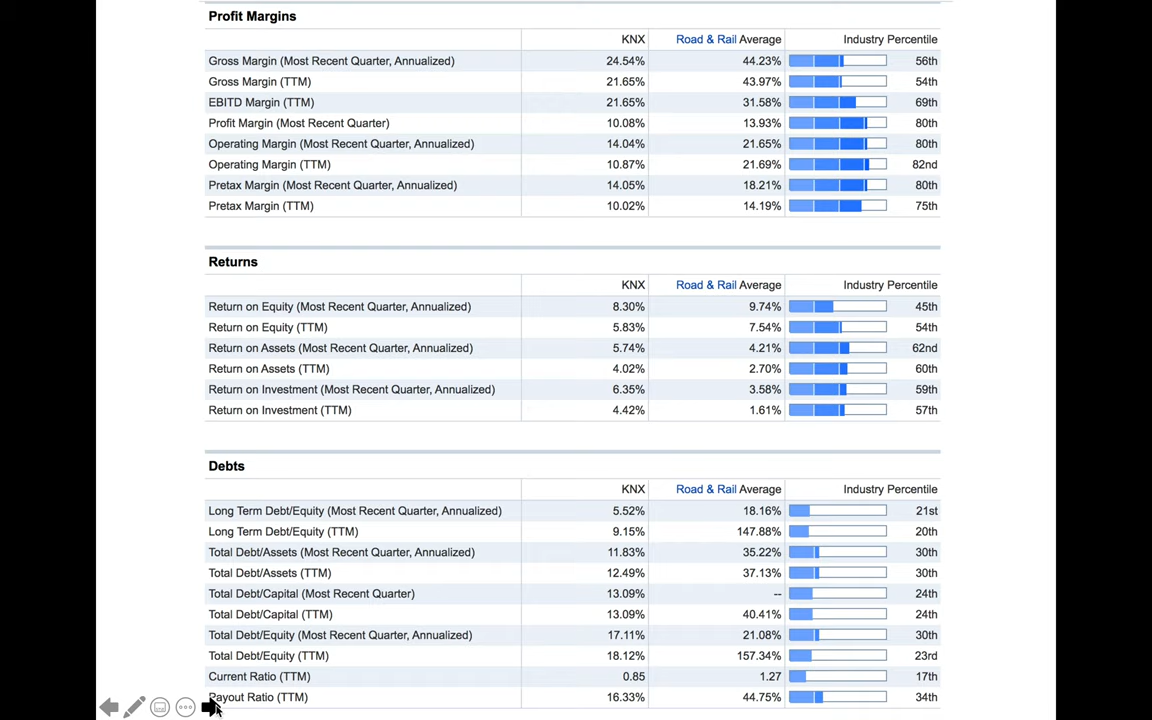 Profit Margins
KNX Road & Rail Average Industry Percentile
Gross Margin (Most Recent Quarter, Annualized) 24.54% 44.23% 56th
Gross Margin (TTM) 21.65% 43.97% 54th
EBITD Margin (TTM) 21.65% 31.58% 69th
Profit Margin (Most Recent Quarter) 10.08% 13.93% 80th
Operating Margin (Most Recent Quarter, Annualized) 14.04% 21.65% 80th
Operating Margin (TTM) 10.87% 21.69% 82nd
Pretax Margin (Most Recent Quarter, Annualized) 14.05% 18.21% 80th
Pretax Margin (TTM) 10.02% 14.19% 75th
Returns
KNX Road & Rail Average Industry Percentile
Return on Equity (Most Recent Quarter, Annualized) 8.30% 9.74% 45th
Return on Equity (TTM) 5.83% 7.54% 54th
Return on Assets (Most Recent Quarter, Annualized) 5.74% 4.21% 62nd
Return on Assets (TTM) 4.02% 2.70% 60th
Return on Investment (Most Recent Quarter, Annualized) 6.35% 3.58% 59th
Return on Investment (TTM) 4.42% 1.61% 57th
Debts
KNX Road & Rail Average Industry Percentile
Long Term Debt/Equity (Most Recent Quarter, Annualized) 5.52% 18.16% 21st
Long Term Debt/Equity (TTM) 9.15% 147.88% 20th
Total Debt/Assets (Most Recent Quarter, Annualized) 11.83% 35.22% 30th
Total Debt/Assets (TTM) 12.49% 37.13% 30th
Total Debt/Capital (Most Recent Quarter) 13.09% -- 24th
Total Debt/Capital (TTM) 13.09% 40.41% 24th
Total Debt/Equity (Most Recent Quarter, Annualized) 17.11% 21.08% 30th
Total Debt/Equity (TTM) 18.12% 157.34% 23rd
Current Ratio (TTM) 0.85 1.27 17th
Payout Ratio (TTM) 16.33% 44.75% 34th